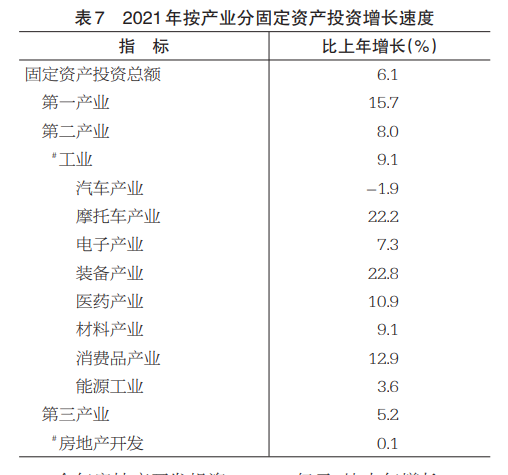 表7 2021年按产业分固定资产投资增长速度
指 标 比上年增长(%)
固定资产投资总额 6.1
第一产业 15.7
第二产业 8.0
#工业 9.1
汽车产业 -1.9
摩托车产业 22.2
电子产业 7.3
装备产业 22.8
医药产业 10.9
材料产业 9.1
消费品产业 12.9
能源工业 3.6
第三产业 5.2
#房地产开发 0.1